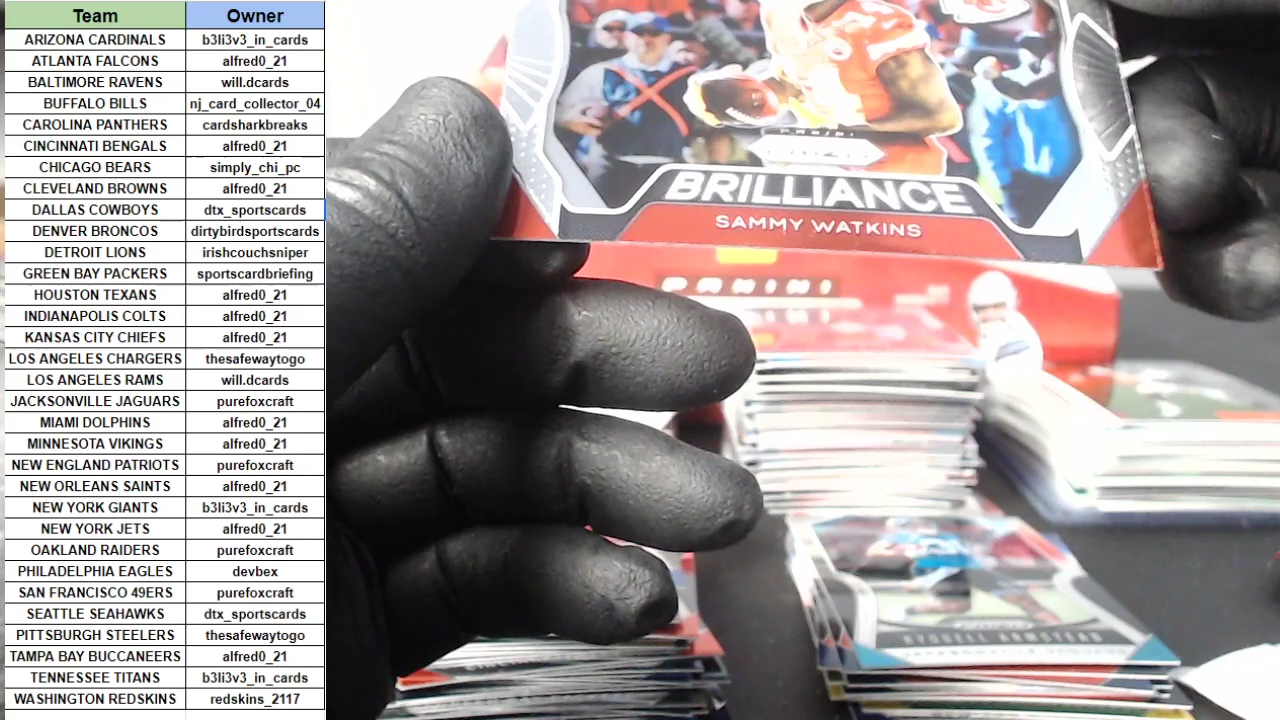 Team Owner
ARIZONA CARDINALS b3li3v3_in_cards
ATLANTA FALCONS alfred0_21
BALTIMORE RAVENS will.dcards
BUFFALO BILLS nj_card_collector_04
CAROLINA PANTHERS cardsharkbreaks
CINCINNATI BENGALS alfred0_21
CHICAGO BEARS simply_chi_pc
CLEVELAND BROWNS alfred0_21
DALLAS COWBOYS dtx_sportscards
DENVER BRONCOS dirtybirdsportscards
DETROIT LIONS irishcouchsniper
GREEN BAY PACKERS sportscardbriefing
HOUSTON TEXANS alfred0_21
INDIANAPOLIS COLTS alfred0_21
KANSAS CITY CHIEFS alfred0_21
LOS ANGELES CHARGERS thesafewaytogo
LOS ANGELES RAMS will.dcards
JACKSONVILLE JAGUARS purefoxcraft
MIAMI DOLPHINS alfred0_21
MINNESOTA VIKINGS alfred0_21
NEW ENGLAND PATRIOTS purefoxcraft
NEW ORLEANS SAINTS alfred0_21
NEW YORK GIANTS b3li3v3_in_cards
NEW YORK JETS alfred0_21
OAKLAND RAIDERS purefoxcraft
PHILADELPHIA EAGLES devbex
SAN FRANCISCO 49ERS purefoxcraft
SEATTLE SEAHAWKS dtx_sportscards
PITTSBURGH STEELERS thesafewaytogo
TAMPA BAY BUCCANEERS alfred0_21
TENNESSEE TITANS b3li3v3_in_cards
WASHINGTON REDSKINS redskins_2117
PANINI
BRILLIANCE
SAMMY WATKINS
PANINI
RYQUELL ARMSTEAD